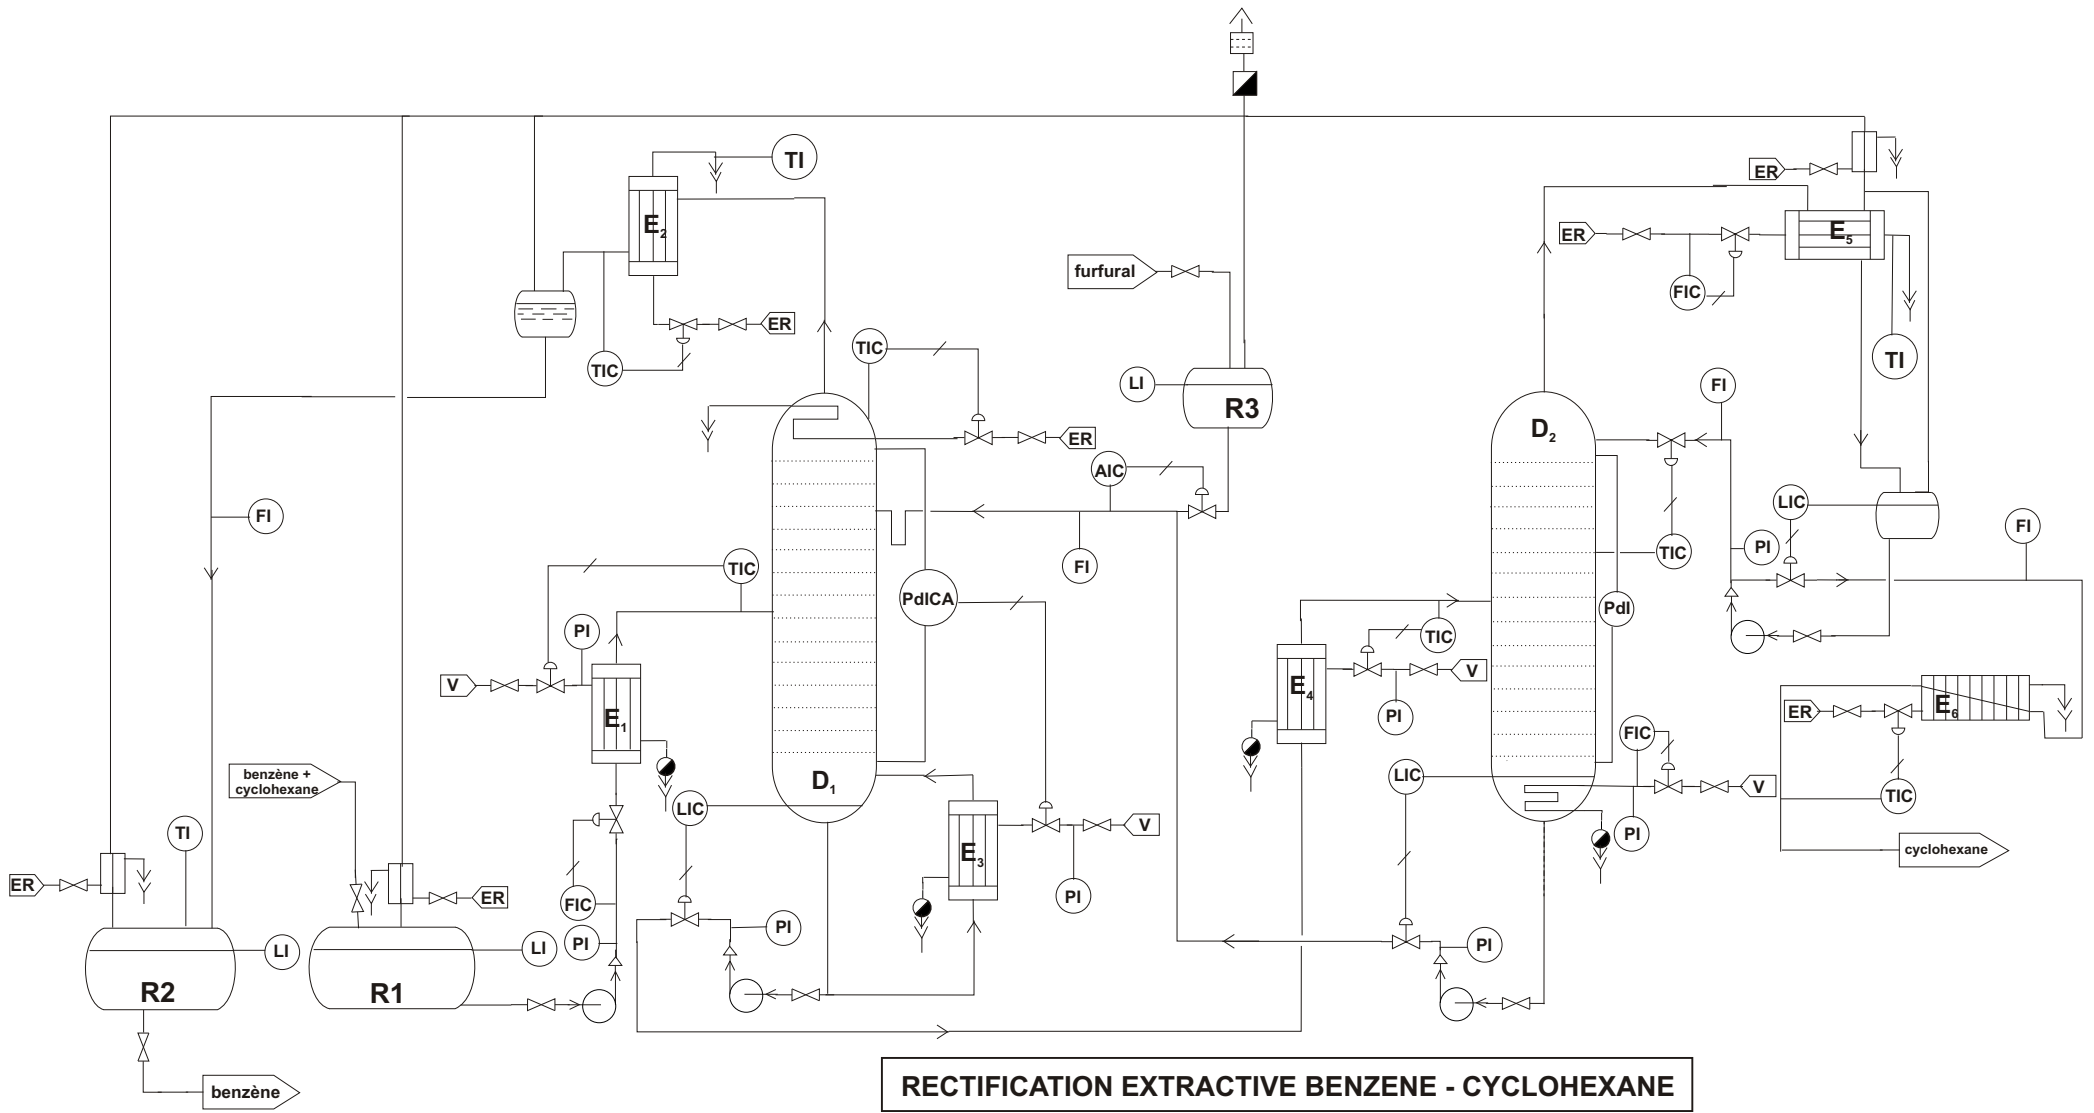 TI
ER
E2
ER
E5
furfural
FIC
ER
TIC
TIC
TI
LI
R3
FI
ER
D2
AIC
LIC
FI
FI
TIC
PI
TIC
FI
PdICA
PdI
PI
TIC
V
E1
E4
V
PI
ER
E6
FIC
benzène +
cyclohexane
D1
LIC
LIC
V
TIC
TI
E3
V
PI
cyclohexane
ER
ER
FIC
PI
PI
PI
LI
LI
PI
R2
R1
benzène
RECTIFICATION EXTRACTIVE BENZENE - CYCLOHEXANE